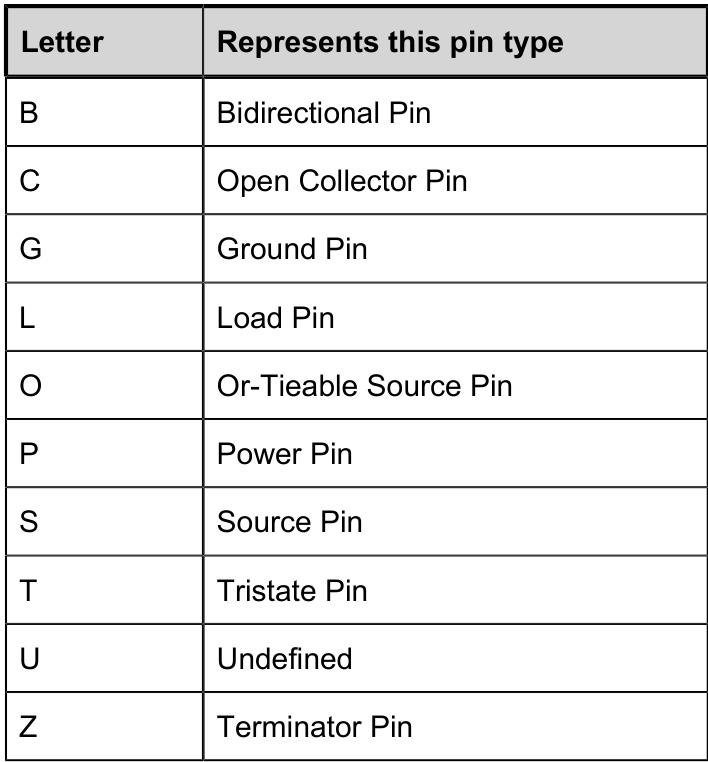 Letter Represents this pin type
B Bidirectional Pin
C Open Collector Pin
G Ground Pin
L Load Pin
O Or-Tieable Source Pin
P Power Pin
S Source Pin
T Tristate Pin
U Undefined
Z Terminator Pin